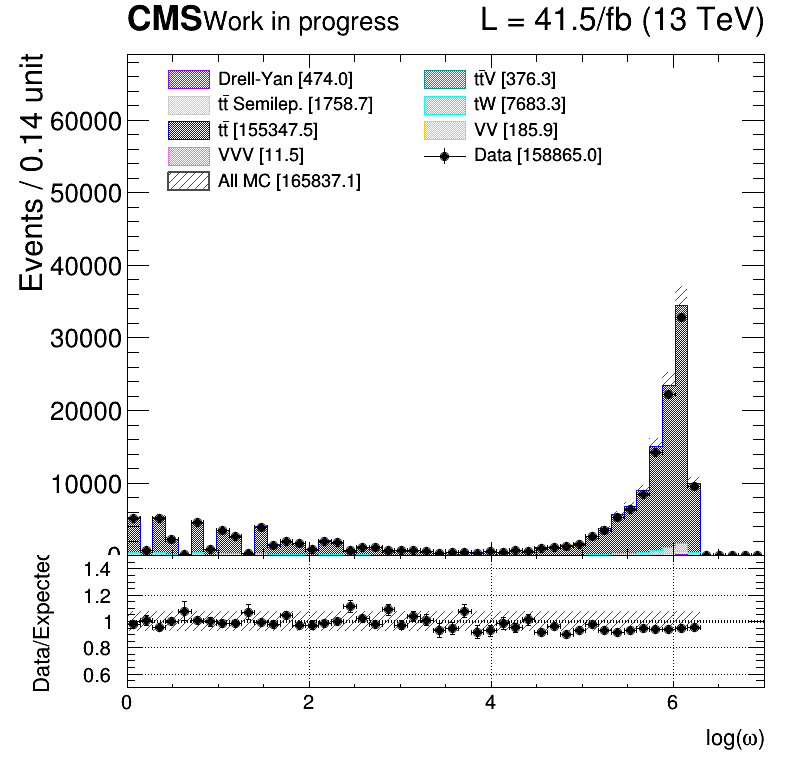 CMS Work in progress L = 41.5/fb (13 TeV)
Events / 0.14 unit
Drell-Yan [474.0]
tt̄ Semilep. [1758.7]
tt̄ [155347.5]
VVV [11.5]
All MC [165837.1]
tt̄V [376.3]
tW [7683.3]
VV [185.9]
Data [158865.0]
60000
50000
40000
30000
20000
10000
0
Data/Expected
1.4
1.2
1
0.8
0.6
0 2 4 6
log(ω)